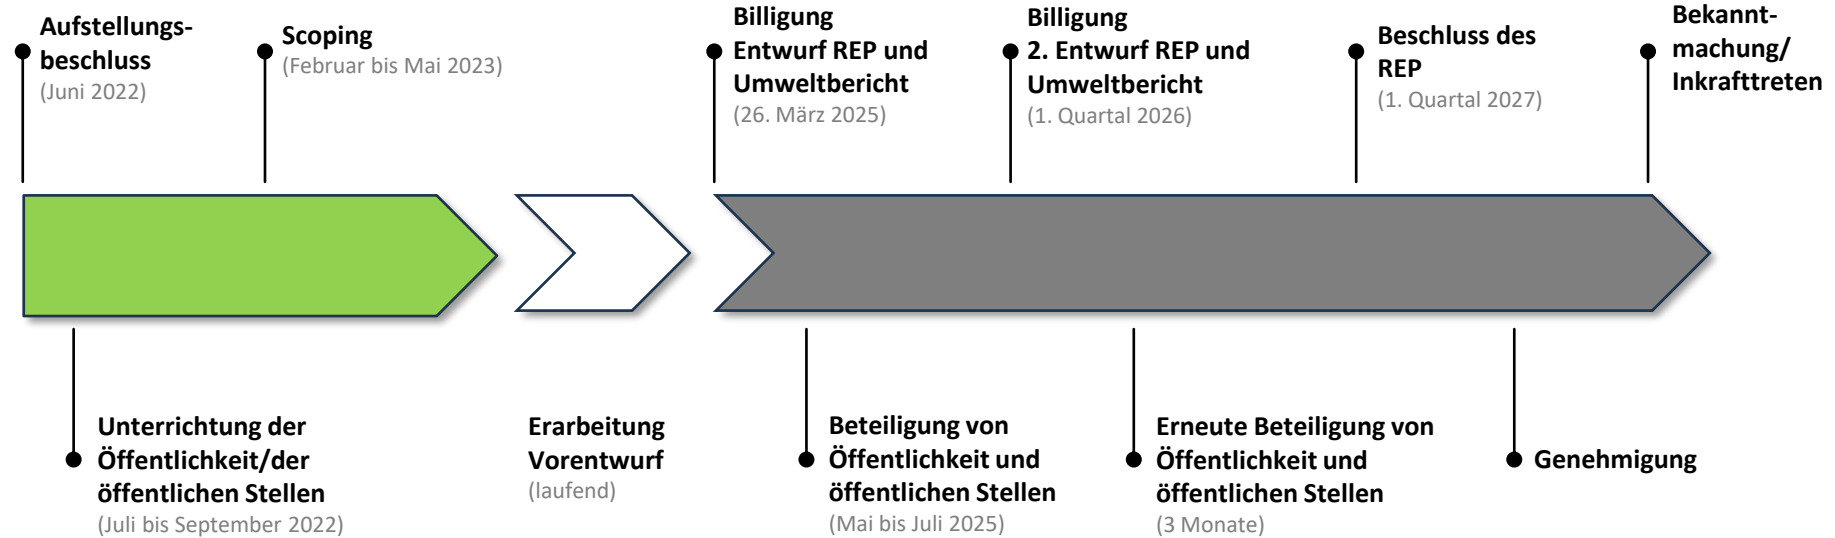 Aufstellungs-
beschluss
(Juni 2022)
Scoping
(Februar bis Mai 2023)
Billigung
Entwurf REP und
Umweltbericht
(26. März 2025)
Billigung
2. Entwurf REP und
Umweltbericht
(1. Quartal 2026)
Beschluss des
REP
(1. Quartal 2027)
Bekannt-
machung/
Inkrafttreten
Unterrichtung der
Öffentlichkeit/der
öffentlichen Stellen
(Juli bis September 2022)
Erarbeitung
Vorentwurf
(laufend)
Beteiligung von
Öffentlichkeit und
öffentlichen Stellen
(Mai bis Juli 2025)
Erneute Beteiligung von
Öffentlichkeit und
öffentlichen Stellen
(3 Monate)
Genehmigung